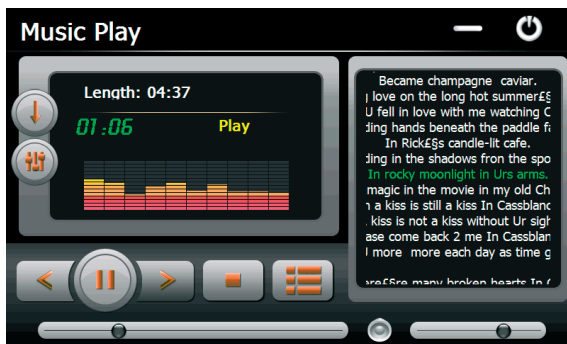 Music Play
Length: 04:37
01:06
Play
Became champagne caviar.
love on the long hot summer£§
U fell in love with me watching C
ding hands beneath the paddle fa
In Rick£§s candle-lit cafe.
ding in the shadows fron the spo
In rocky moonlight in Urs arms.
magic in the movie in my old Ch
a kiss is still a kiss In Cassblanc
kiss is not a kiss without Ur sigh
ase come back 2 me In Cassblan
more more each day as time g
many broken hearts In